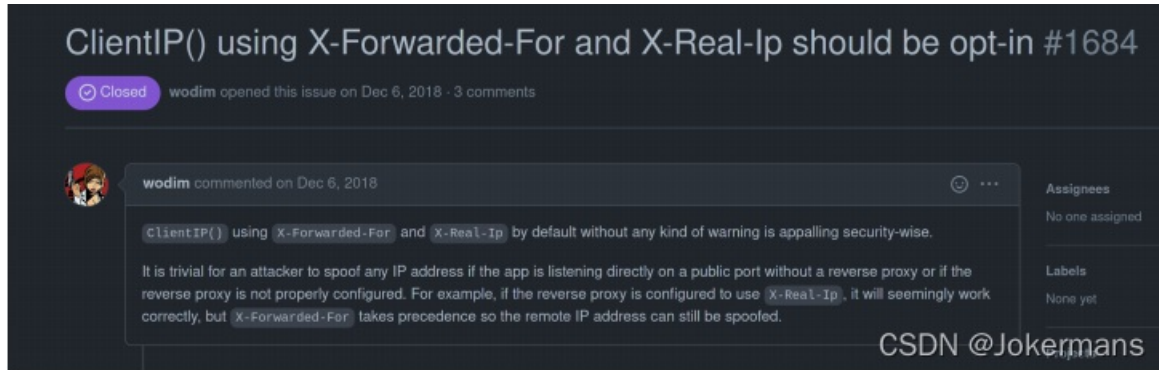 ClientIP() using X-Forwarded-For and X-Real-Ip should be opt-in #1684
Closed wodim opened this issue on Dec 6, 2018 · 3 comments
wodim commented on Dec 6, 2018
ClientIP() using X-Forwarded-For and X-Real-Ip by default without any kind of warning is appalling security-wise.
It is trivial for an attacker to spoof any IP address if the app is listening directly on a public port without a reverse proxy or if the
reverse proxy is not properly configured. For example, if the reverse proxy is configured to use X-Real-Ip, it will seemingly work
correctly, but X-Forwarded-For takes precedence so the remote IP address can still be spoofed.
Assignees
No one assigned
Labels
None yet
Projects
CSDN @Jokermans